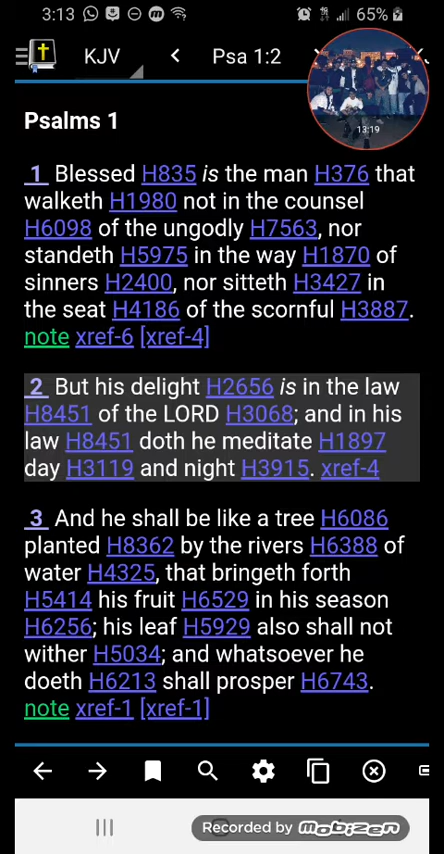 3:13 65%
KJV Psa 1:2
13:19
Psalms 1
1 Blessed H835 is the man H376 that
walketh H1980 not in the counsel
H6098 of the ungodly H7563, nor
standeth H5975 in the way H1870 of
sinners H2400, nor sitteth H3427 in
the seat H4186 of the scornful H3887.
note xref-6 [xref-4]
2 But his delight H2656 is in the law
H8451 of the LORD H3068; and in his
law H8451 doth he meditate H1897
day H3119 and night H3915. xref-4
3 And he shall be like a tree H6086
planted H8362 by the rivers H6388 of
water H4325, that bringeth forth
H5414 his fruit H6529 in his season
H6256; his leaf H5929 also shall not
wither H5034; and whatsoever he
doeth H6213 shall prosper H6743.
note xref-1 [xref-1]
Recorded by mobizen